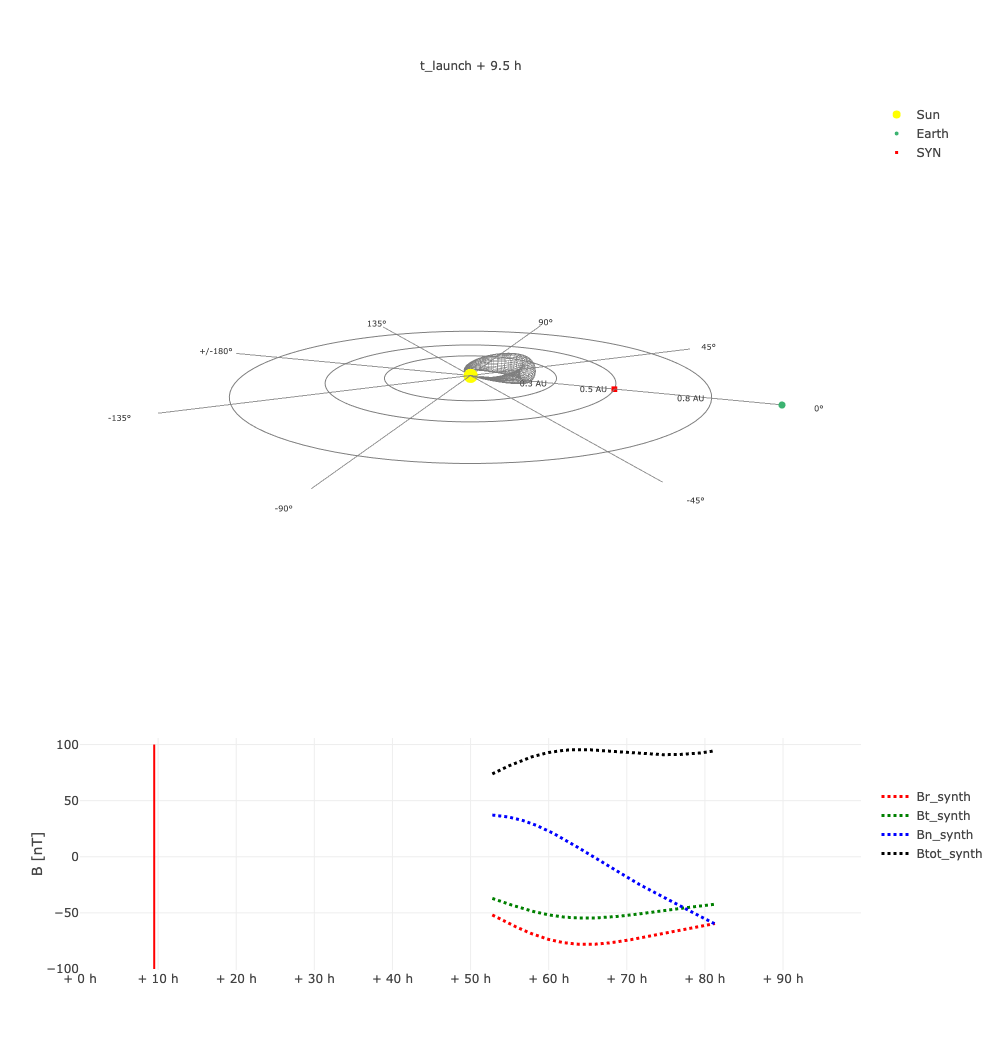 t_launch + 9.5 h
Sun
Earth
SYN
135°
90°
+/-180°
45°
0.3 AU
0.5 AU
0.8 AU
0°
-135°
-90°
-45°
B [nT]
100
50
0
−50
−100
+ 0 h
+ 10 h
+ 20 h
+ 30 h
+ 40 h
+ 50 h
+ 60 h
+ 70 h
+ 80 h
+ 90 h
Br_synth
Bt_synth
Bn_synth
Btot_synth